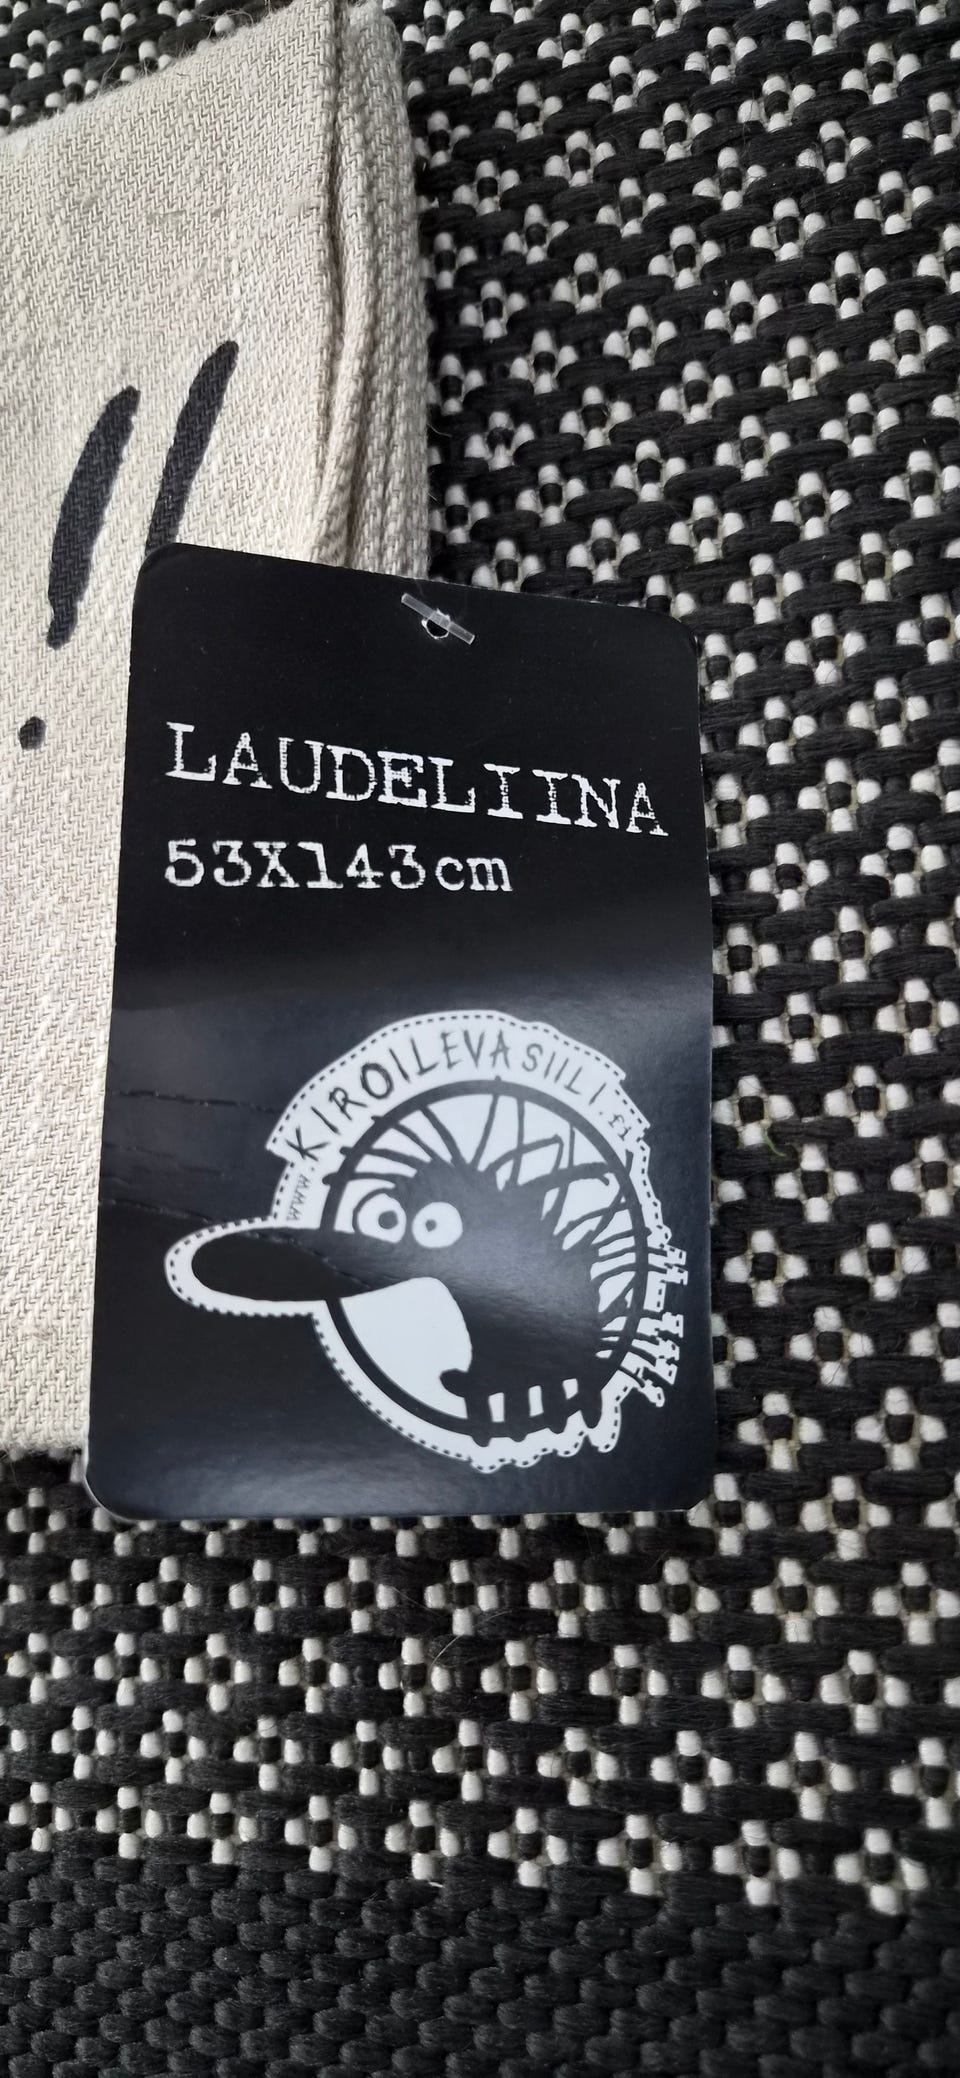 !!
LAUDELIINA
53X143cm
www.KIROILEVASIILI.fi